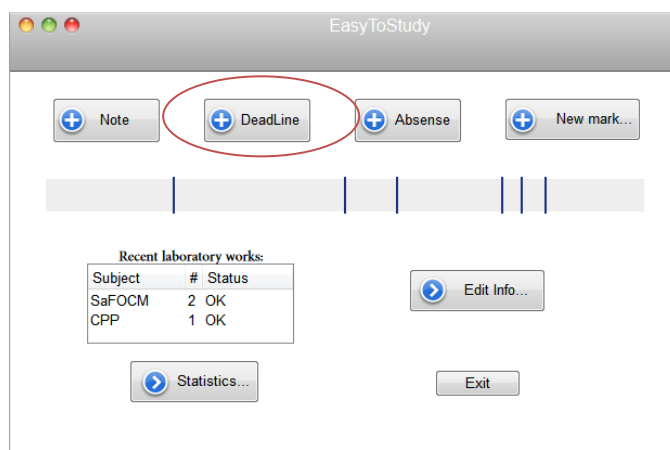 EasyToStudy
Note
DeadLine
Absense
New mark...
Recent laboratory works:
Subject # Status
SaFOCM 2 OK
CPP 1 OK
Edit Info...
Statistics...
Exit